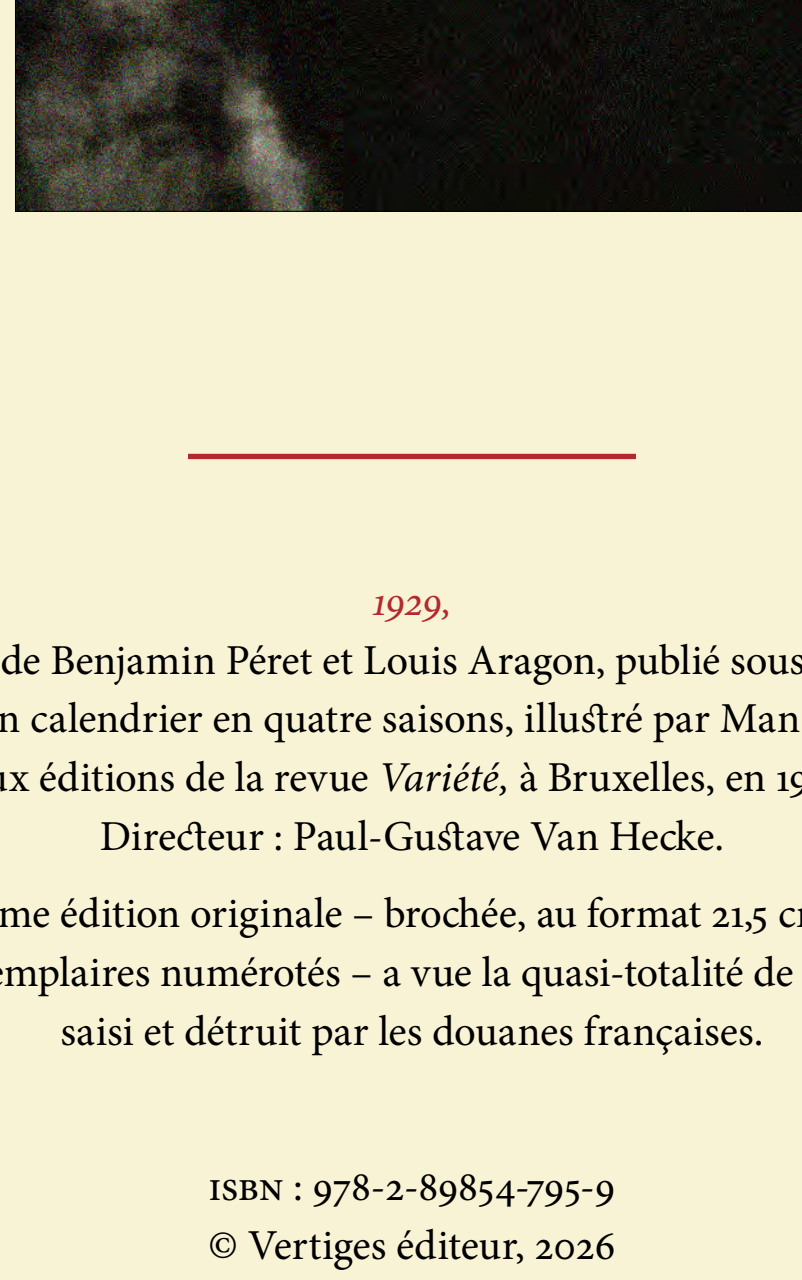 1929,
de Benjamin Péret et Louis Aragon, publié sous
n calendrier en quatre saisons, illustré par Man
ux éditions de la revue Variété, à Bruxelles, en 19
Directeur : Paul-Gustave Van Hecke.
me édition originale – brochée, au format 21,5 c
emplaires numérotés – a vue la quasi-totalité de
saisi et détruit par les douanes françaises.
ISBN : 978-2-89854-795-9
© Vertiges éditeur, 2026